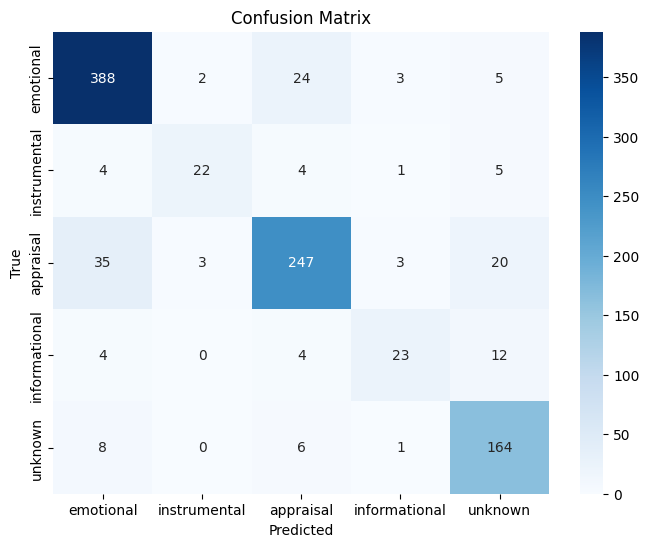 Confusion Matrix
True
emotional 388 2 24 3 5
instrumental 4 22 4 1 5
appraisal 35 3 247 3 20
informational 4 0 4 23 12
unknown 8 0 6 1 164
emotional instrumental appraisal informational unknown
Predicted
350
300
250
200
150
100
50
0